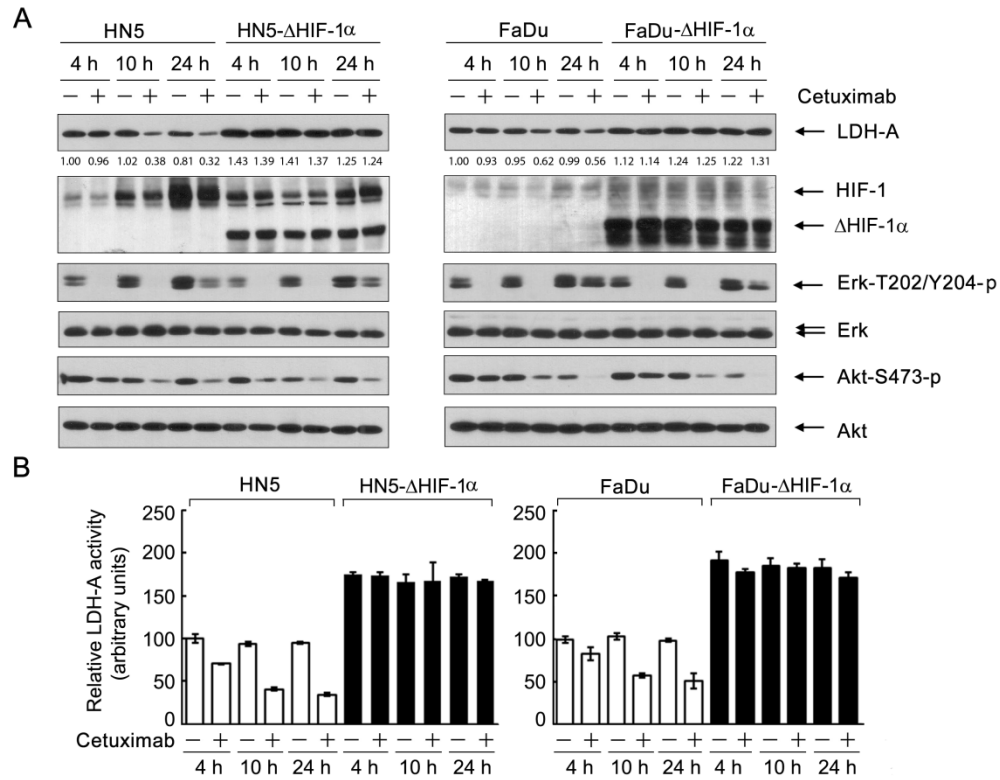 A
HN5 HN5-ΔHIF-1α FaDu FaDu-ΔHIF-1α
4 h 10 h 24 h 4 h 10 h 24 h 4 h 10 h 24 h 4 h 10 h 24 h
– + – + – + – + – + – + – + – + – + – + – + – + Cetuximab
LDH-A
1.00 0.96 1.02 0.38 0.81 0.32 1.43 1.39 1.41 1.37 1.25 1.24 1.00 0.93 0.95 0.62 0.99 0.56 1.12 1.14 1.24 1.25 1.22 1.31
HIF-1
ΔHIF-1α
Erk-T202/Y204-p
Erk
Akt-S473-p
Akt
B
HN5 HN5-ΔHIF-1α FaDu FaDu-ΔHIF-1α
Relative LDH-A activity
(arbitrary units)
250 250
200 200
150 150
100 100
50 50
0 0
Cetuximab – + – + – + – + – + – + – + – + – + – + – + – +
4 h 10 h 24 h 4 h 10 h 24 h 4 h 10 h 24 h 4 h 10 h 24 h